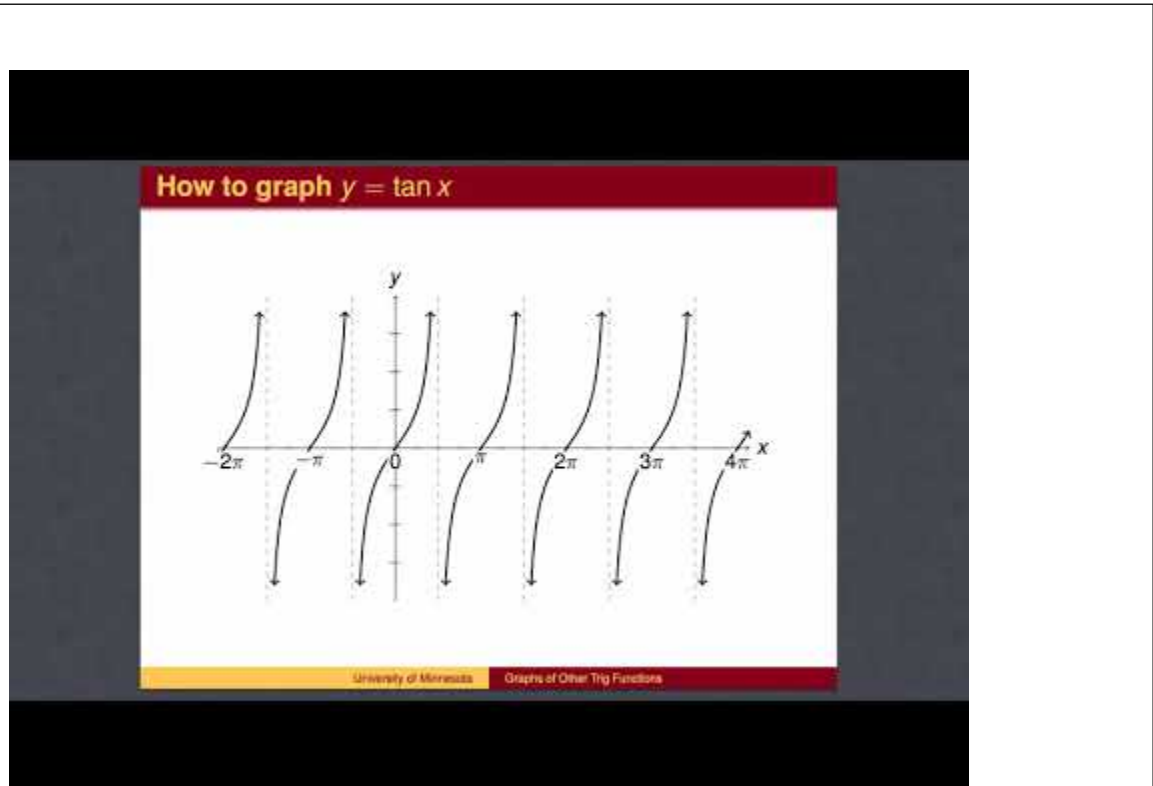 How to graph y = tan x
y
−2π −π 0 π 2π 3π 4π x
University of Minnesota Graphs of Other Trig Functions